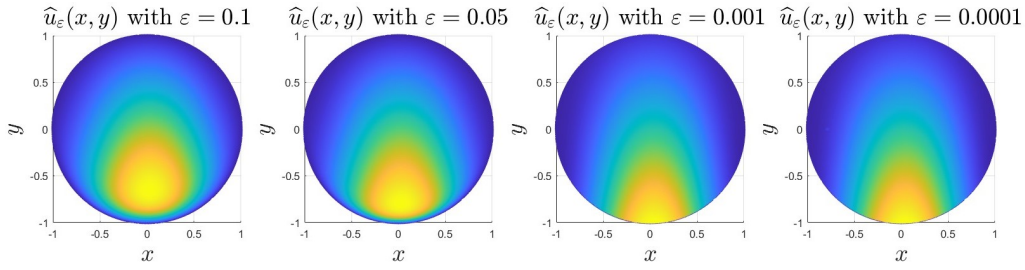 û_ε(x, y) with ε = 0.1
1
0.5
0
-0.5
-1
-1 -0.5 0 0.5 1
y
x
û_ε(x, y) with ε = 0.05
1
0.5
0
-0.5
-1
-1 -0.5 0 0.5 1
y
x
û_ε(x, y) with ε = 0.001
1
0.5
0
-0.5
-1
-1 -0.5 0 0.5 1
y
x
û_ε(x, y) with ε = 0.0001
1
0.5
0
-0.5
-1
-1 -0.5 0 0.5 1
y
x